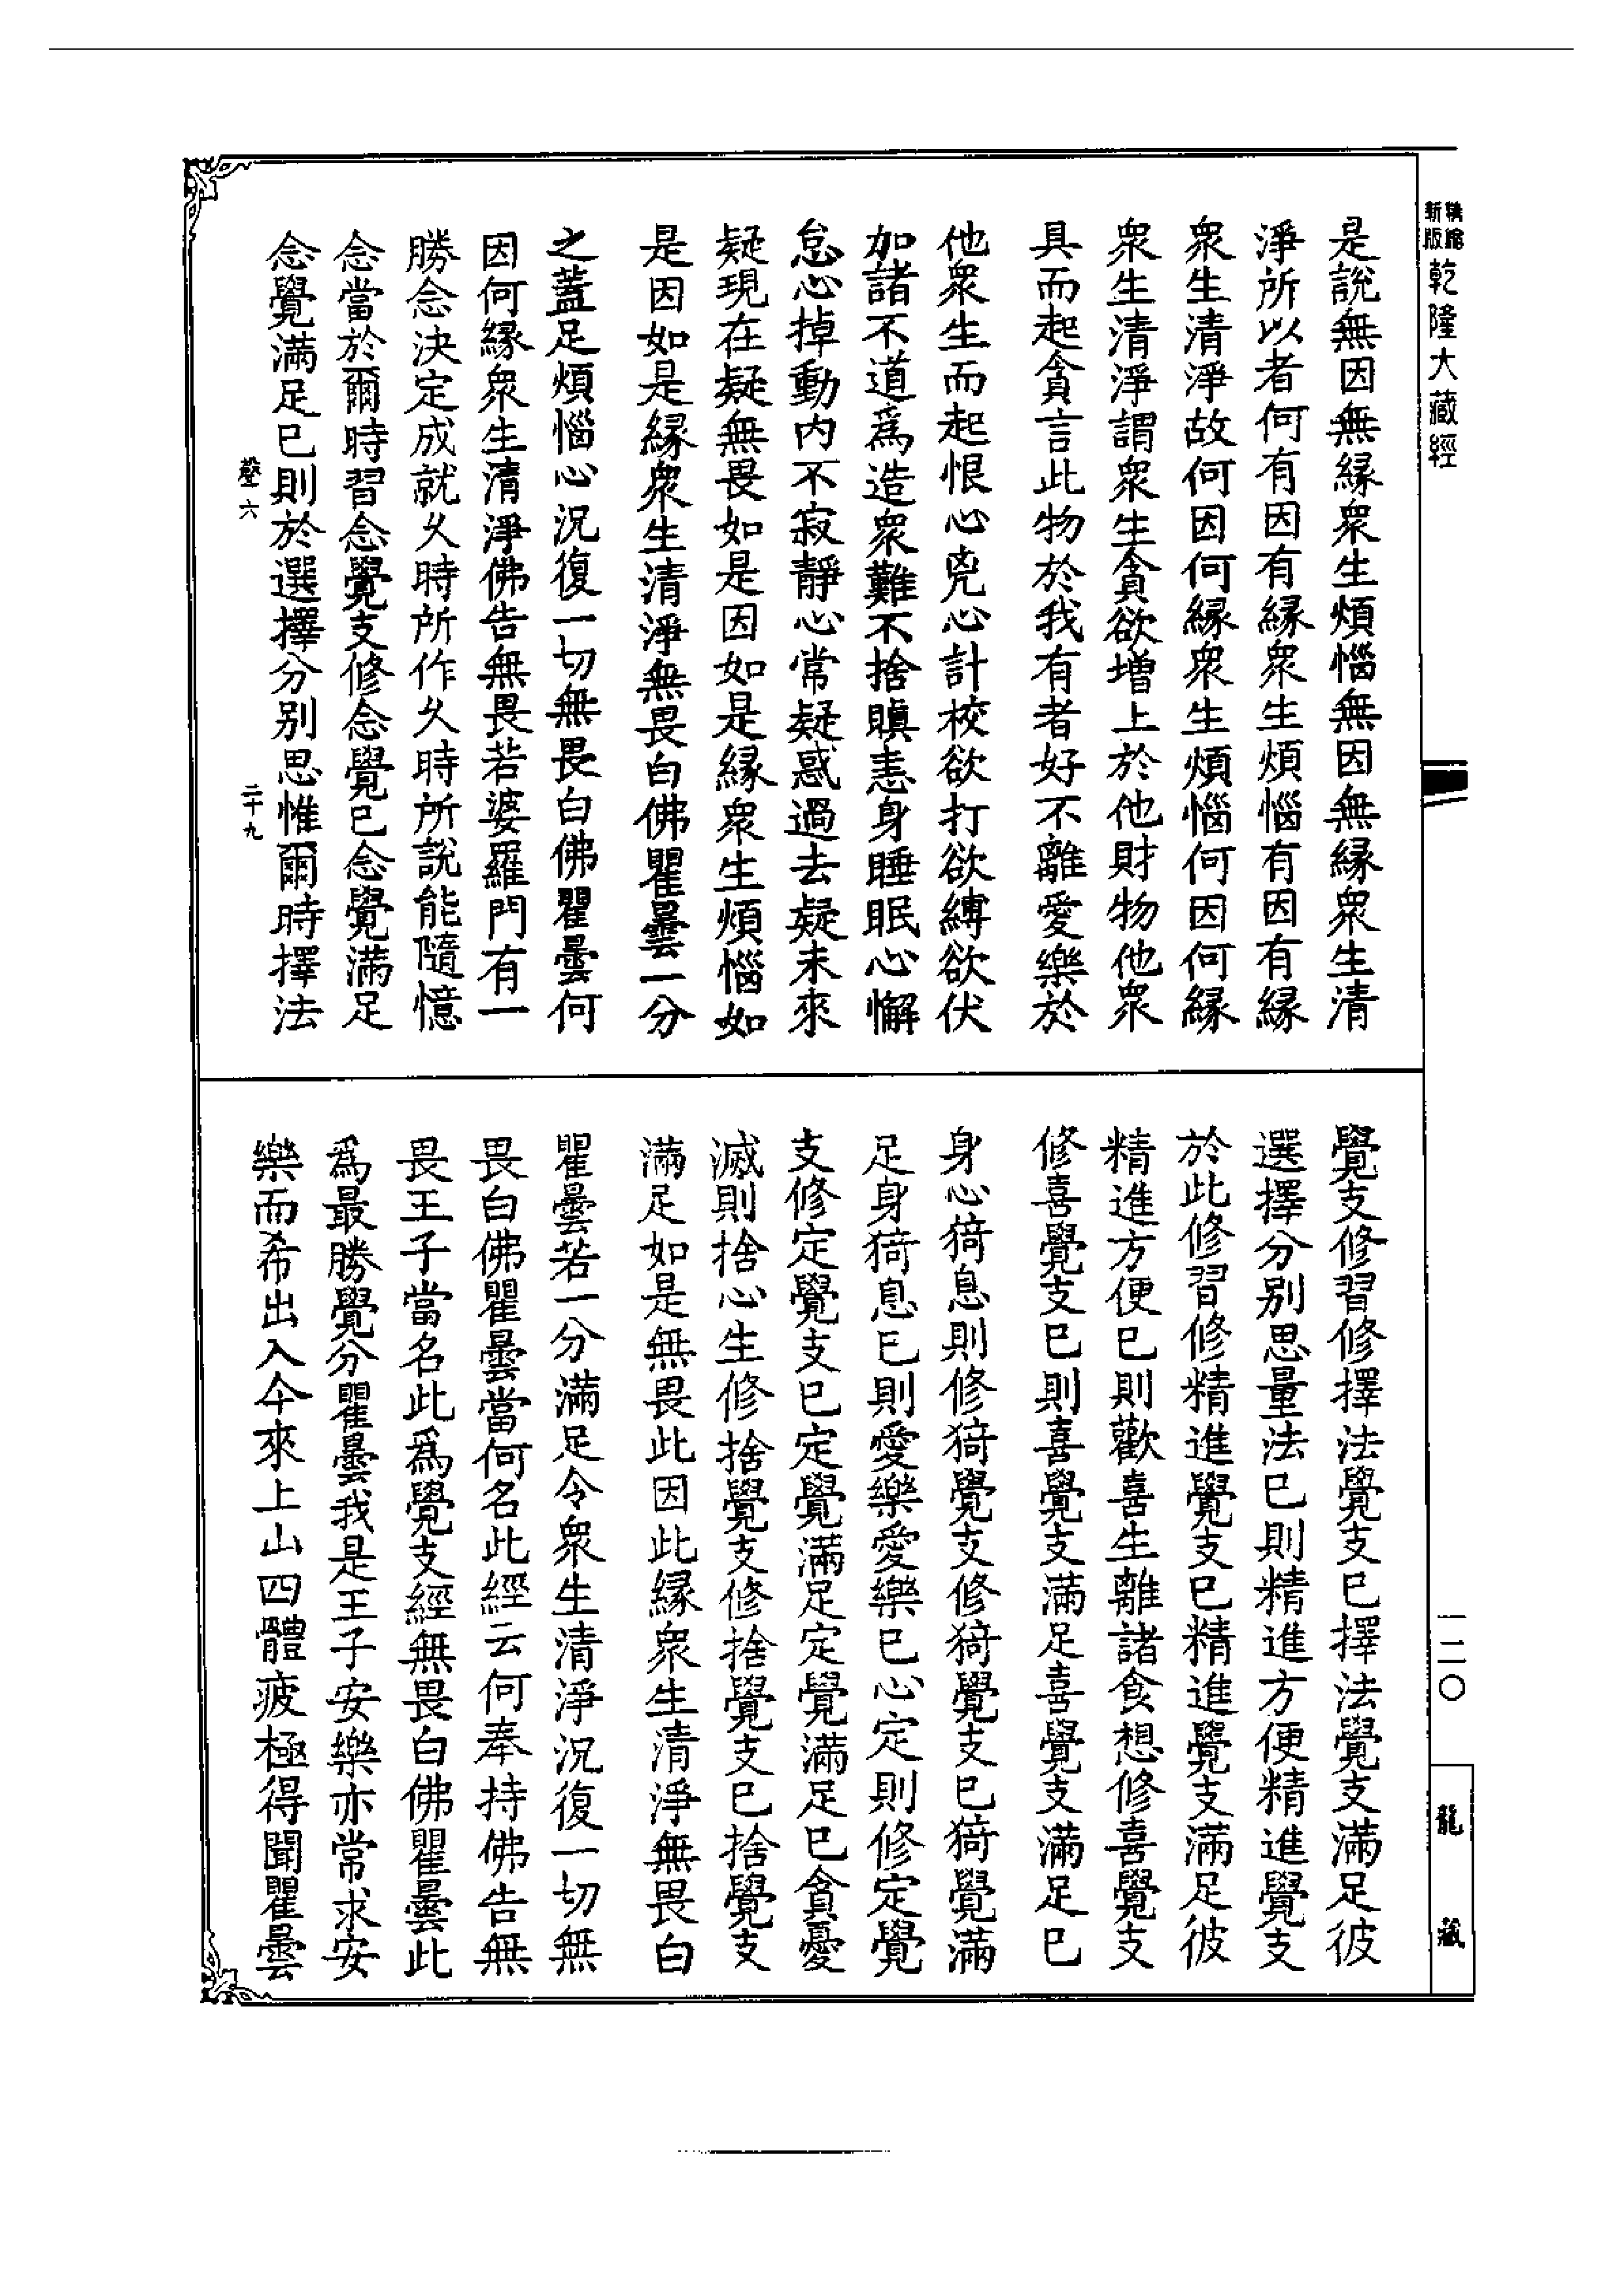 新版精縮乾隆大藏經
是說無因無緣眾生煩惱無因無緣眾生清
淨所以者何有因有緣眾生煩惱有因有緣
眾生清淨故何因何緣眾生煩惱何因何緣
眾生清淨謂眾生貪欲增上於他財物他眾
具而起貪言此物於我有者好不離愛樂於
他眾生而起恨心兇心計校欲打欲縛欲伏
加諸不道為造眾難不捨瞋恚身睡眠心懈
怠心掉動內不寂靜心常疑惑過去疑未來
疑現在疑無畏如是因如是緣眾生煩惱如
是因如是緣眾生清淨無畏白佛瞿曇一分
之蓋足煩惱心況復一切無畏白佛瞿曇何
因何緣眾生清淨佛告無畏若婆羅門有一
勝念決定成就久時所作久時所說能隨憶
念當於爾時習念覺支修念覺已念覺滿足
念覺滿足已則於選擇分別思惟爾時擇法
磬六
二十九
覺支修習修擇法覺支已擇法覺支滿足彼
選擇分別思量法已則精進方便精進覺支
於此修習修精進覺支已精進覺支滿足彼
精進方便已則歡喜生離諸食想修喜覺支
修喜覺支已則喜覺支滿足喜覺支滿足已
身心猗息則修猗覺支修猗覺支已猗覺滿
足身猗息已則愛樂愛樂已心定則修定覺
支修定覺支已定覺滿足定覺滿足已貪憂
滅則捨心生修捨覺支修捨覺支已捨覺支
滿足如是無畏此因此緣眾生清淨無畏白
瞿曇若一分滿足令眾生清淨況復一切無
畏白佛瞿曇當何名此經云何奉持佛告無
畏王子當名此為覺支經無畏白佛瞿曇此
為最勝覺分瞿曇我是王子安樂亦常求安
樂而希出入今來上山四體疲極得聞瞿曇
一二〇
龍藏